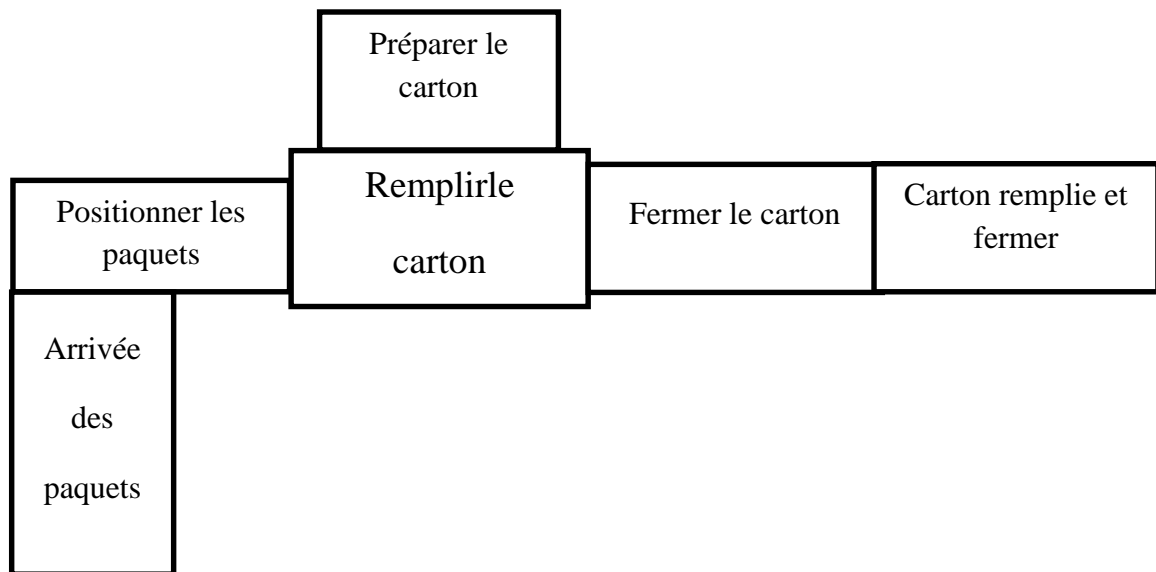 Préparer le
carton
Positionner les
paquets
Remplirle
carton
Fermer le carton
Carton remplie et
fermer
Arrivée
des
paquets